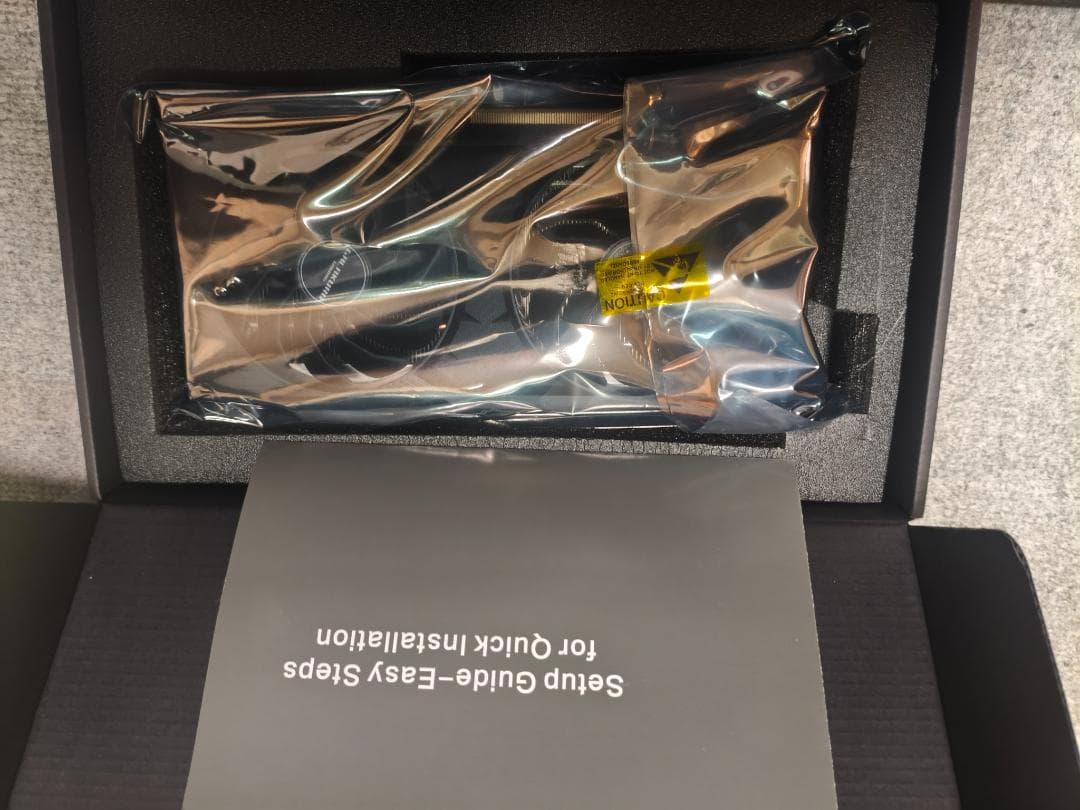 Setup Guide-Easy Steps
for Quick Installation
CAUTION